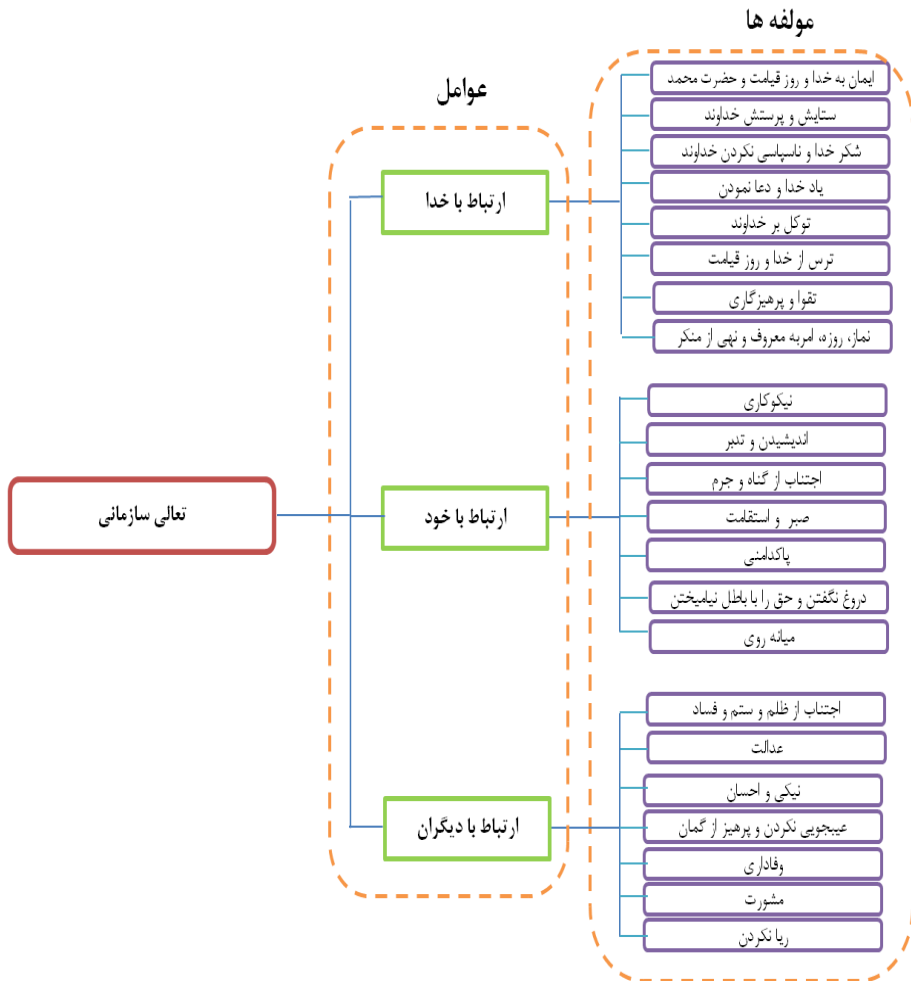 مولفه ها
عوامل
ایمان به خدا و روز قیامت و حضرت محمد
ستایش و پرستش خداوند
شکر خدا و ناسپاسی نکردن خداوند
یاد خدا و دعا نمودن
توکل بر خداوند
ترس از خدا و روز قیامت
تقوا و پرهیزگاری
نماز، روزه، امربه معروف و نهی از منکر
ارتباط با خدا
نیکوکاری
اندیشیدن و تدبر
اجتناب از گناه و جرم
صبر و استقامت
پاکدامنی
دروغ نگفتن و حق را با باطل نیامیختن
میانه روی
ارتباط با خود
تعالی سازمانی
اجتناب از ظلم و ستم و فساد
عدالت
نیکی و احسان
عیبجویی نکردن و پرهیز از گمان
وفاداری
مشورت
ریا نکردن
ارتباط با دیگران